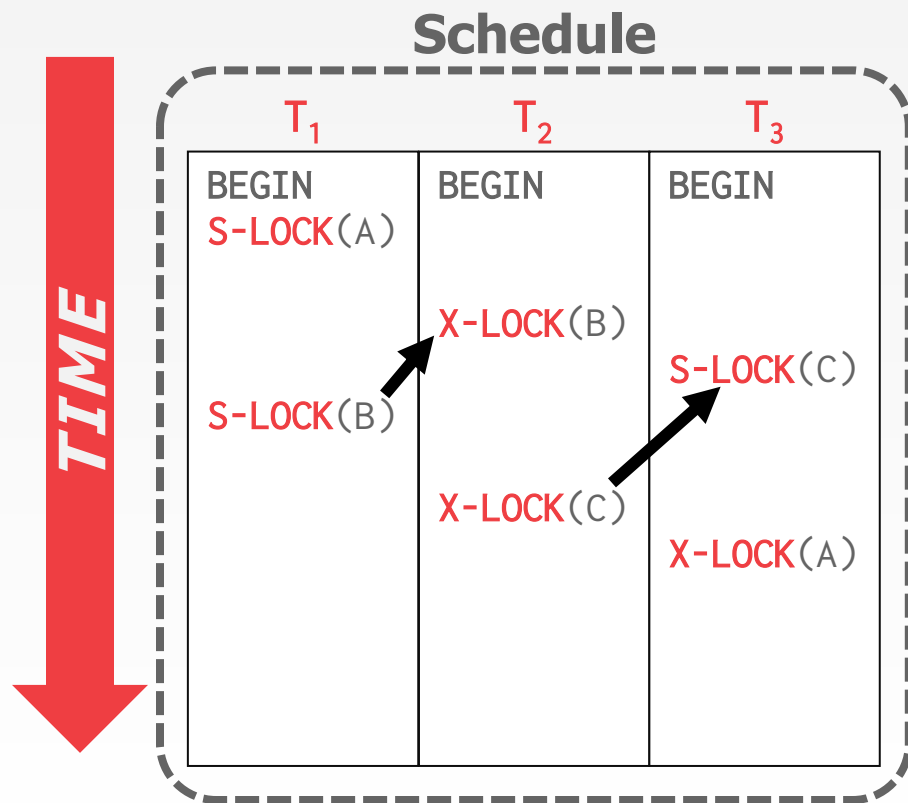 Schedule
TIME
T₁ T₂ T₃
BEGIN BEGIN BEGIN
S-LOCK(A)
X-LOCK(B)
S-LOCK(C)
S-LOCK(B)
X-LOCK(C)
X-LOCK(A)